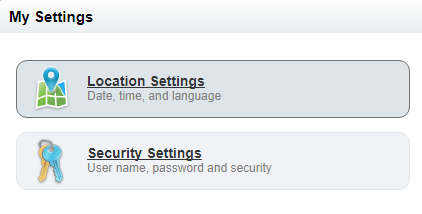 My Settings
Location Settings
Date, time, and language
Security Settings
User name, password and security